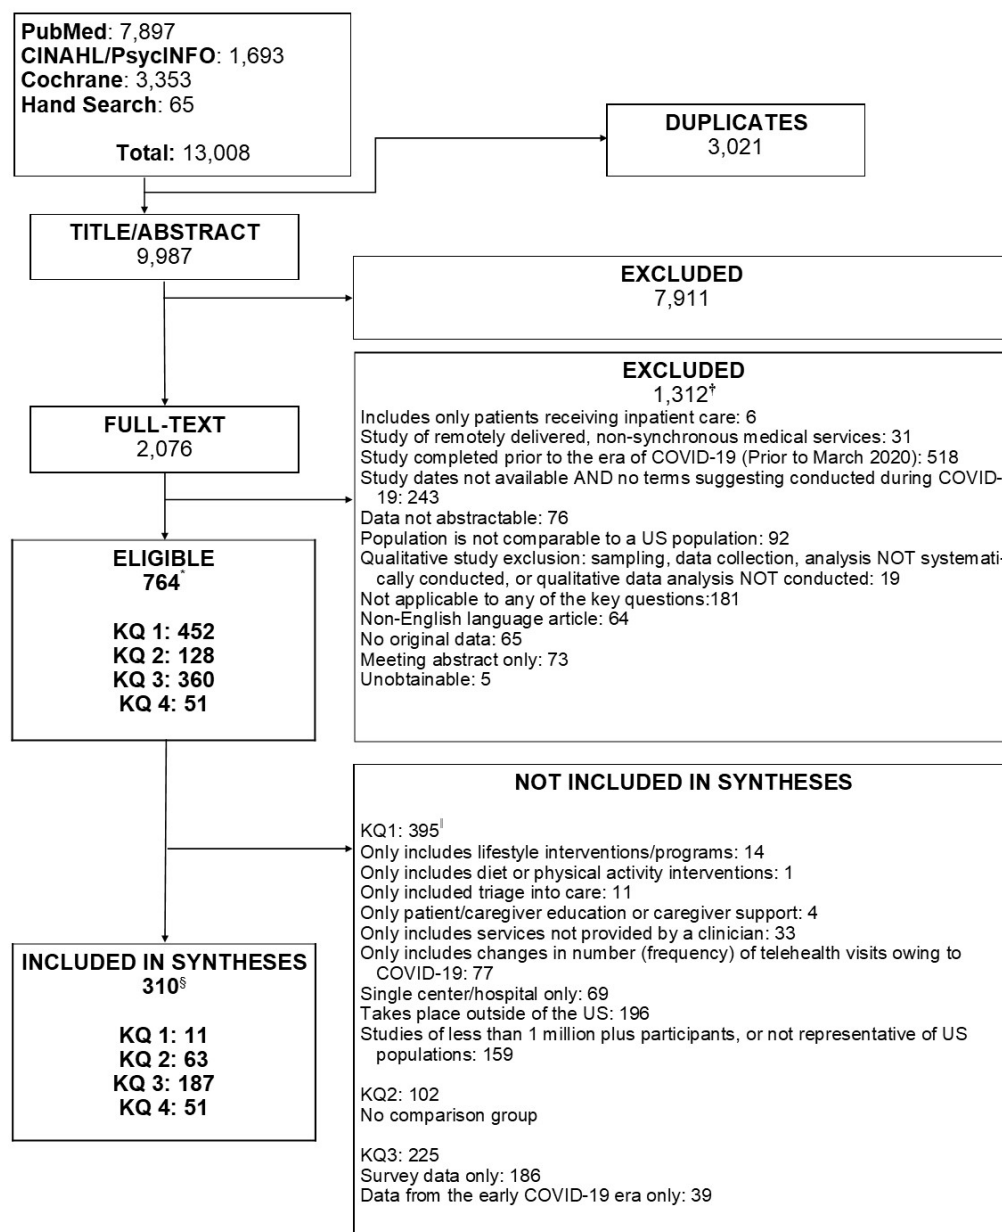 PubMed: 7,897
CINAHL/PsycINFO: 1,693
Cochrane: 3,353
Hand Search: 65
Total: 13,008
DUPLICATES
3,021
TITLE/ABSTRACT
9,987
EXCLUDED
7,911
FULL-TEXT
2,076
EXCLUDED
1,312†
Includes only patients receiving inpatient care: 6
Study of remotely delivered, non-synchronous medical services: 31
Study completed prior to the era of COVID-19 (Prior to March 2020): 518
Study dates not available AND no terms suggesting conducted during COVID-
19: 243
Data not abstractable: 76
Population is not comparable to a US population: 92
Qualitative study exclusion: sampling, data collection, analysis NOT systemati-
cally conducted, or qualitative data analysis NOT conducted: 19
Not applicable to any of the key questions:181
Non-English language article: 64
No original data: 65
Meeting abstract only: 73
Unobtainable: 5
ELIGIBLE
764*
KQ 1: 452
KQ 2: 128
KQ 3: 360
KQ 4: 51
NOT INCLUDED IN SYNTHESES
KQ1: 395‖
Only includes lifestyle interventions/programs: 14
Only includes diet or physical activity interventions: 1
Only included triage into care: 11
Only patient/caregiver education or caregiver support: 4
Only includes services not provided by a clinician: 33
Only includes changes in number (frequency) of telehealth visits owing to
COVID-19: 77
Single center/hospital only: 69
Takes place outside of the US: 196
Studies of less than 1 million plus participants, or not representative of US
populations: 159
KQ2: 102
No comparison group
KQ3: 225
Survey data only: 186
Data from the early COVID-19 era only: 39
INCLUDED IN SYNTHESES
310§
KQ 1: 11
KQ 2: 63
KQ 3: 187
KQ 4: 51